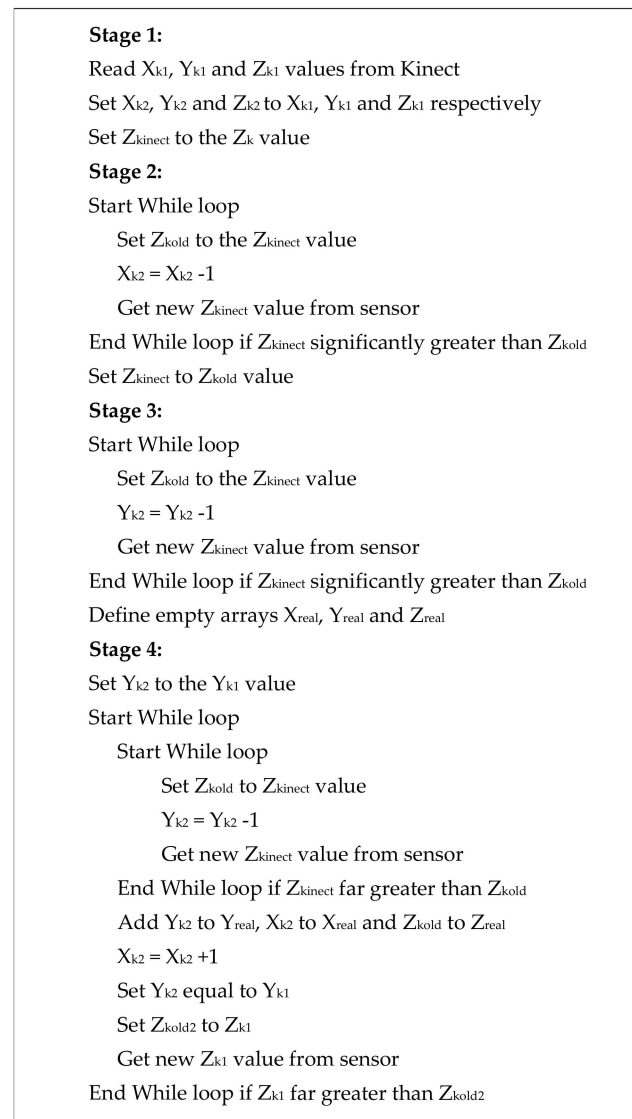 Stage 1:
Read Xk1, Yk1 and Zk1 values from Kinect
Set Xk2, Yk2 and Zk2 to Xk1, Yk1 and Zk1 respectively
Set Zkinect to the Zk value
Stage 2:
Start While loop
Set Zkold to the Zkinect value
Xk2 = Xk2 -1
Get new Zkinect value from sensor
End While loop if Zkinect significantly greater than Zkold
Set Zkinect to Zkold value
Stage 3:
Start While loop
Set Zkold to the Zkinect value
Yk2 = Yk2 -1
Get new Zkinect value from sensor
End While loop if Zkinect significantly greater than Zkold
Define empty arrays Xreal, Yreal and Zreal
Stage 4:
Set Yk2 to the Yk1 value
Start While loop
Start While loop
Set Zkold to Zkinect value
Yk2 = Yk2 -1
Get new Zkinect value from sensor
End While loop if Zkinect far greater than Zkold
Add Yk2 to Yreal, Xk2 to Xreal and Zkold to Zreal
Xk2 = Xk2 +1
Set Yk2 equal to Yk1
Set Zkold2 to Zk1
Get new Zk1 value from sensor
End While loop if Zk1 far greater than Zkold2